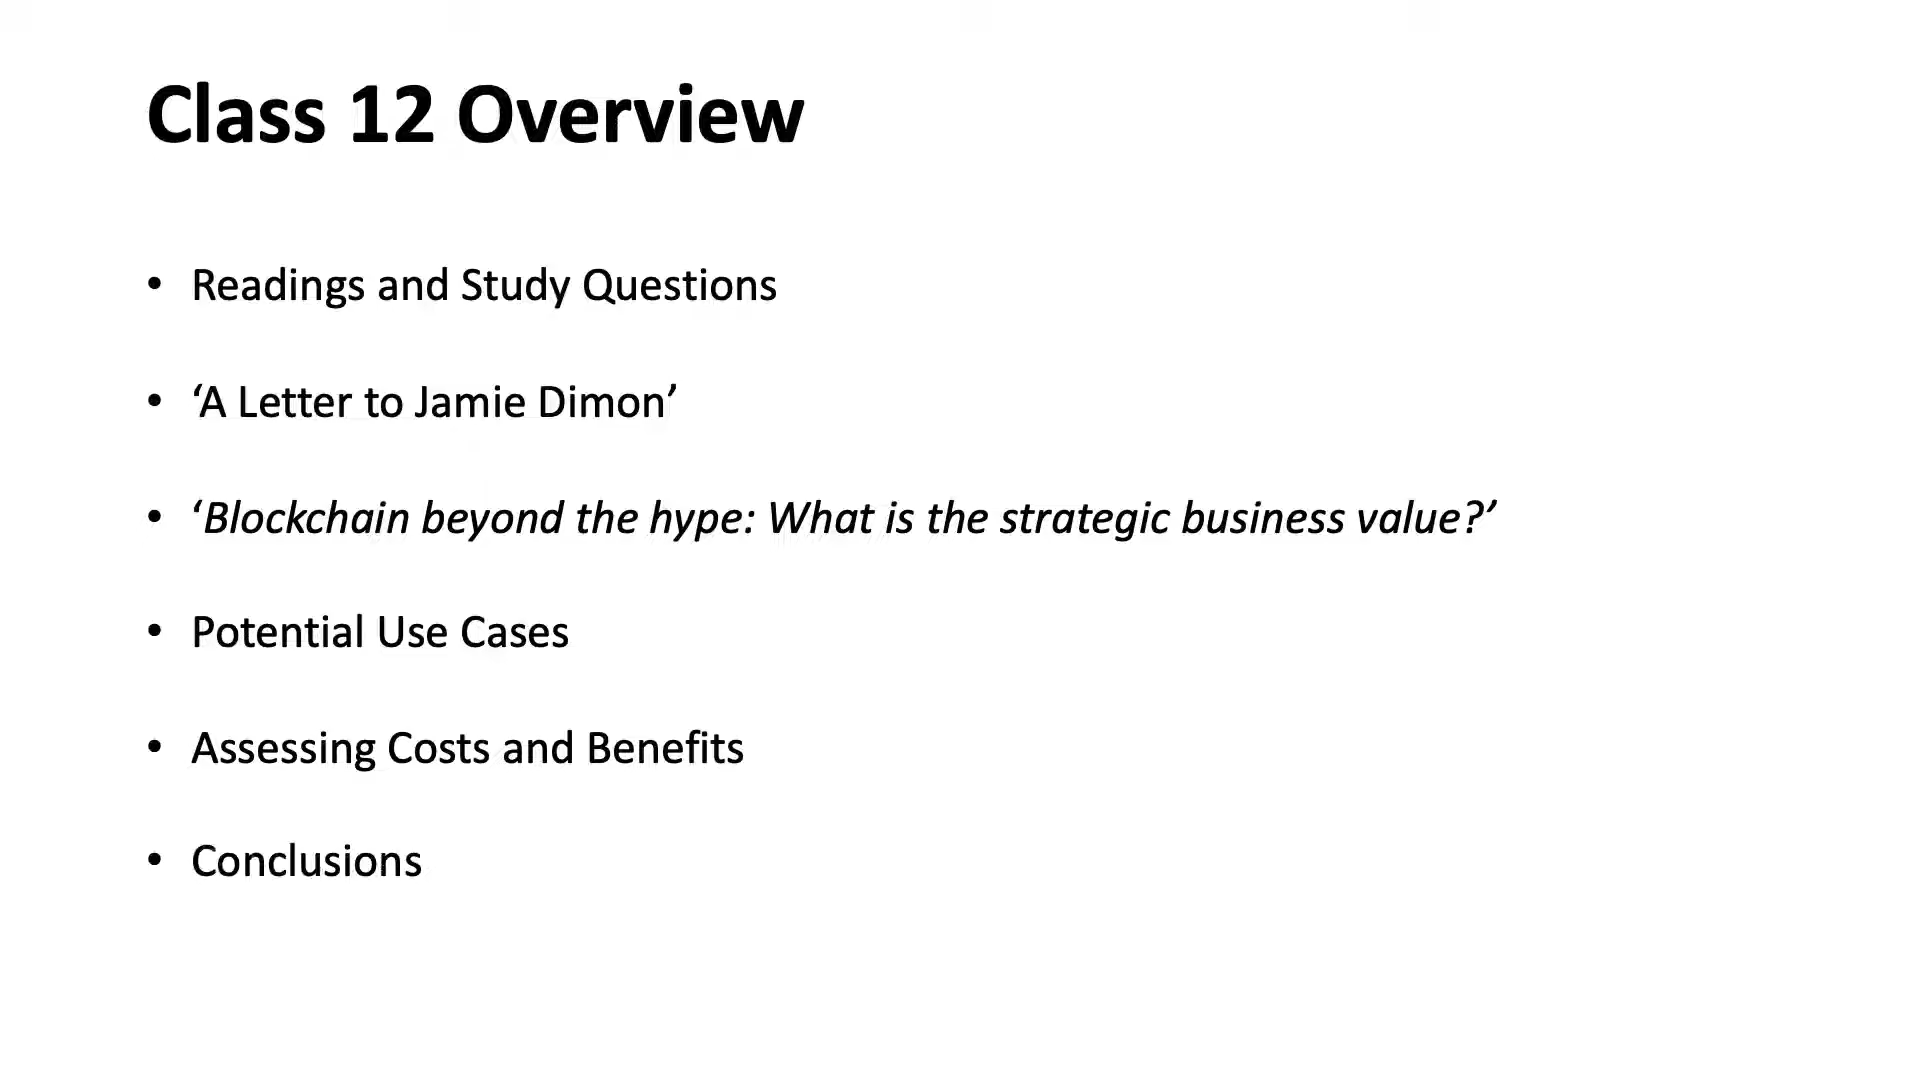 Class 12 Overview
• Readings and Study Questions
• ‘A Letter to Jamie Dimon’
• ‘Blockchain beyond the hype: What is the strategic business value?’
• Potential Use Cases
• Assessing Costs and Benefits
• Conclusions